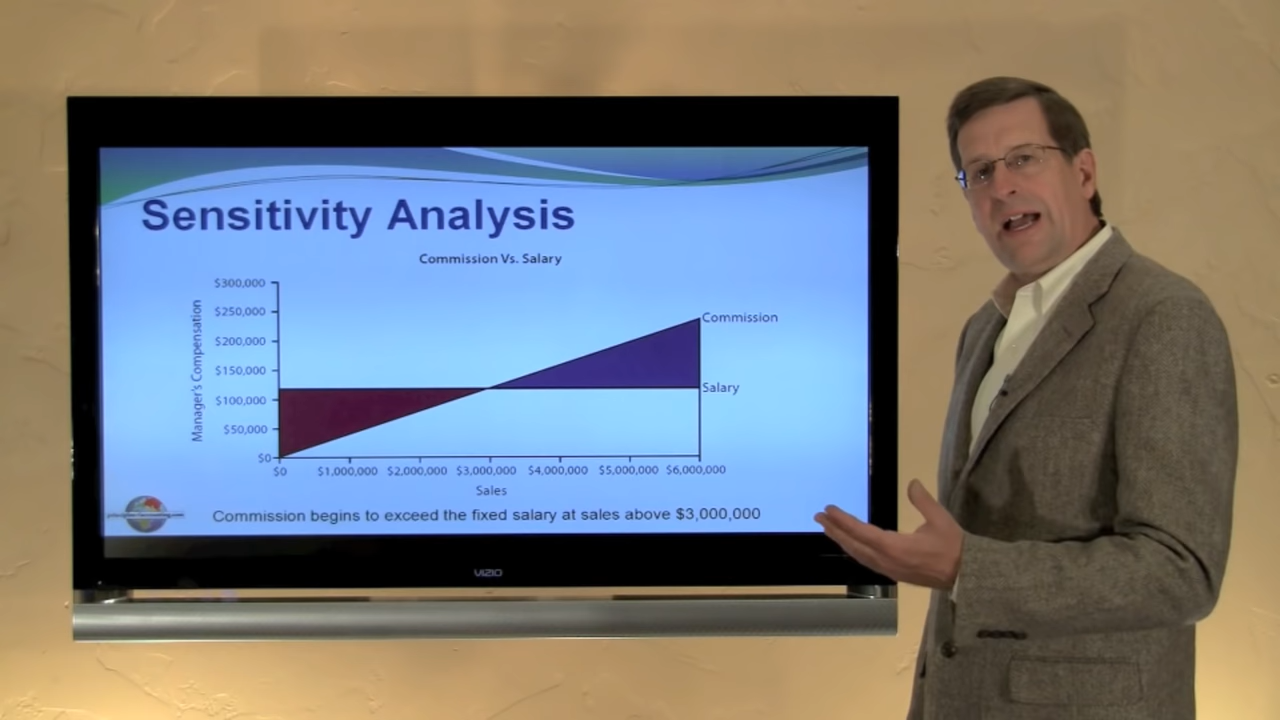 Sensitivity Analysis
Commission Vs. Salary
Manager's Compensation
$300,000
$250,000
$200,000
$150,000
$100,000
$50,000
$0
Commission
Salary
$0 $1,000,000 $2,000,000 $3,000,000 $4,000,000 $5,000,000 $6,000,000
Sales
Commission begins to exceed the fixed salary at sales above $3,000,000
VIZIO